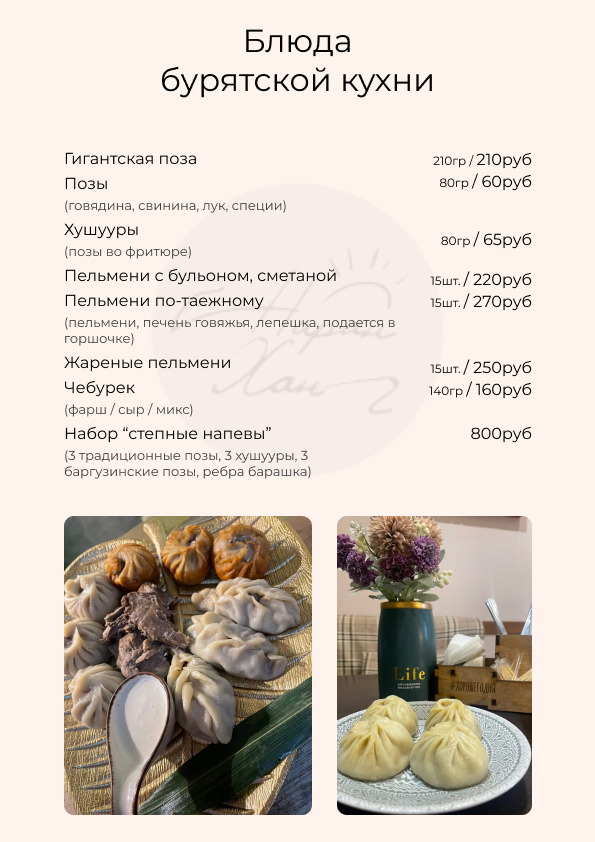 Блюда
бурятской кухни
Гигантская поза 210гр / 210руб
Позы 80гр / 60руб
(говядина, свинина, лук, специи)
Хушууры 80гр / 65руб
(позы во фритюре)
Пельмени с бульоном, сметаной 15шт. / 220руб
Пельмени по-таежному 15шт. / 270руб
(пельмени, печень говяжья, лепешка, подается в
горшочке)
Жареные пельмени 15шт. / 250руб
Чебурек 140гр / 160руб
(фарш / сыр / микс)
Набор “степные напевы” 800руб
(3 традиционные позы, 3 хушууры, 3
баргузинские позы, ребра барашка)
Хан
Life